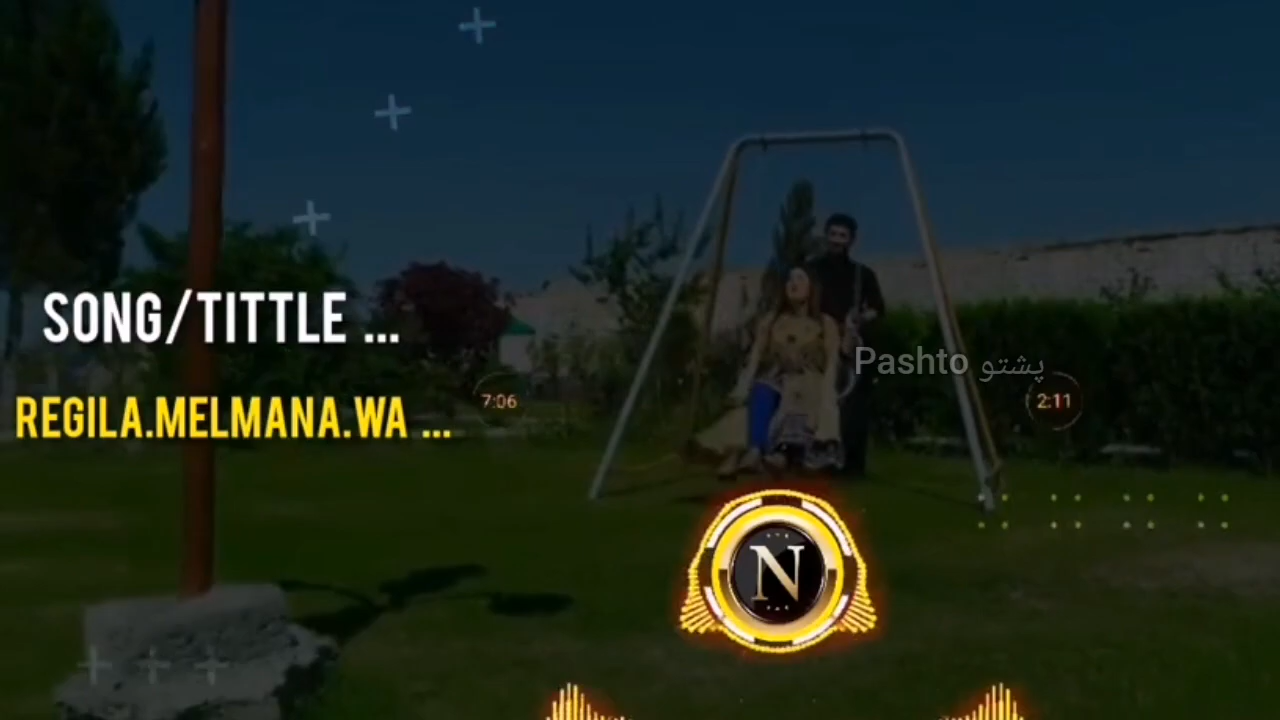 SONG/TITTLE ...
Pashto پشتو
REGILA.MELMANA.WA ...
7:06
2:11
N